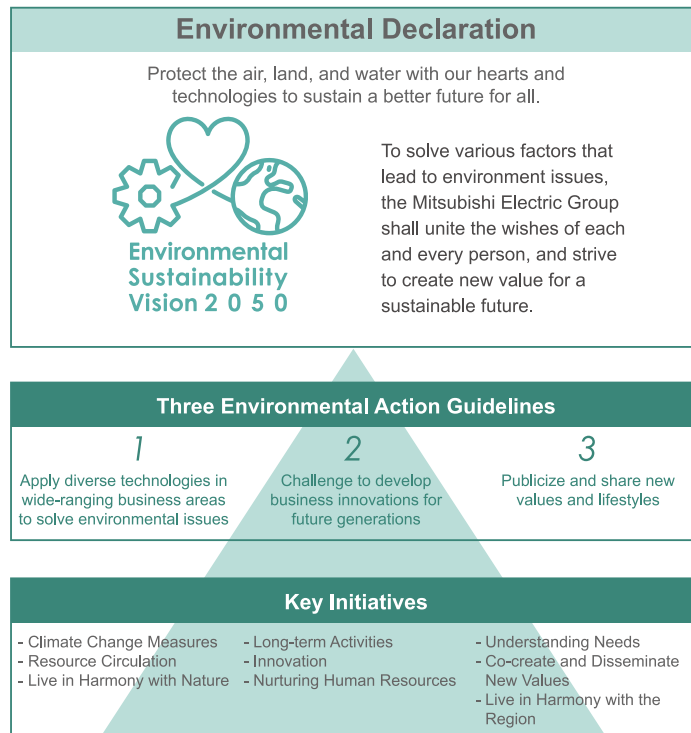 Environmental Declaration
Protect the air, land, and water with our hearts and
technologies to sustain a better future for all.
Environmental
Sustainability
Vision 2050
To solve various factors that
lead to environment issues,
the Mitsubishi Electric Group
shall unite the wishes of each
and every person, and strive
to create new value for a
sustainable future.
Three Environmental Action Guidelines
1
Apply diverse technologies in
wide-ranging business areas
to solve environmental issues
2
Challenge to develop
business innovations for
future generations
3
Publicize and share new
values and lifestyles
Key Initiatives
- Climate Change Measures
- Resource Circulation
- Live in Harmony with Nature
- Long-term Activities
- Innovation
- Nurturing Human Resources
- Understanding Needs
- Co-create and Disseminate
New Values
- Live in Harmony with the
Region